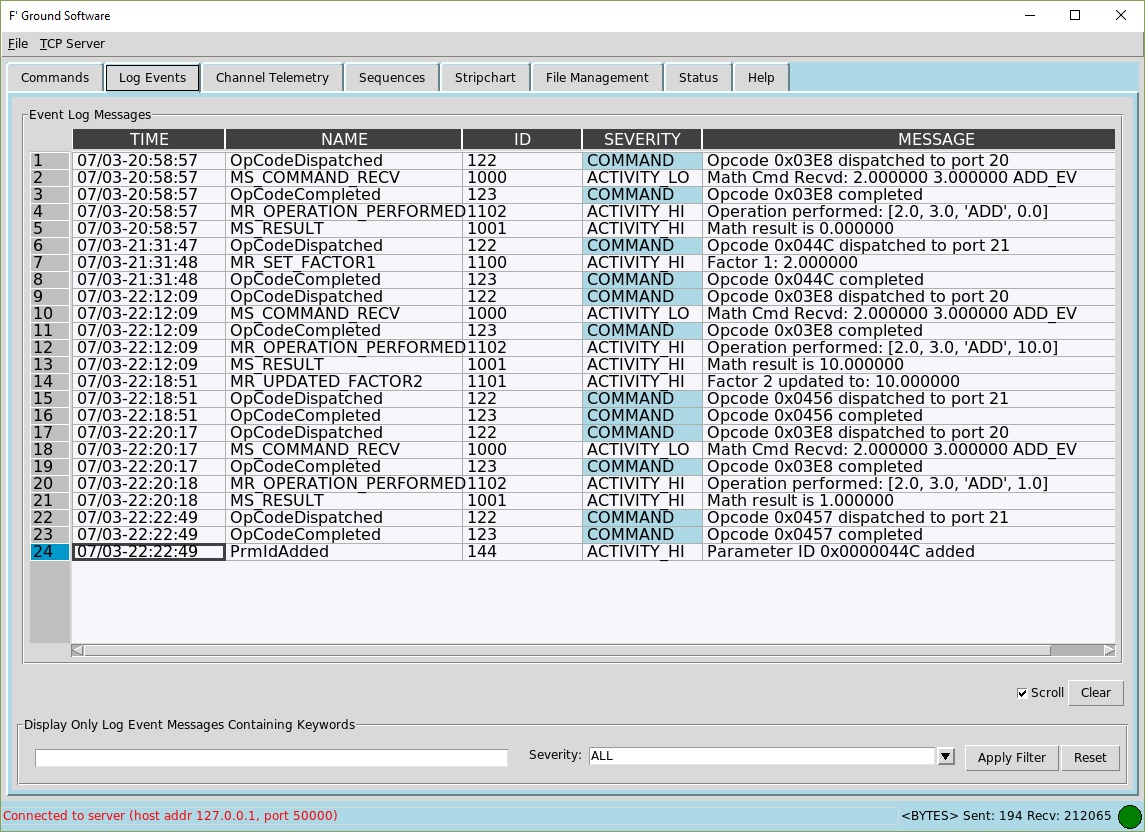 F' Ground Software
File TCP Server
Commands Log Events Channel Telemetry Sequences Stripchart File Management Status Help
Event Log Messages
TIME NAME ID SEVERITY MESSAGE
1 07/03-20:58:57 OpCodeDispatched 122 COMMAND Opcode 0x03E8 dispatched to port 20
2 07/03-20:58:57 MS_COMMAND_RECV 1000 ACTIVITY_LO Math Cmd Recvd: 2.000000 3.000000 ADD_EV
3 07/03-20:58:57 OpCodeCompleted 123 COMMAND Opcode 0x03E8 completed
4 07/03-20:58:57 MR_OPERATION_PERFORMED 1102 ACTIVITY_HI Operation performed: [2.0, 3.0, 'ADD', 0.0]
5 07/03-20:58:57 MS_RESULT 1001 ACTIVITY_HI Math result is 0.000000
6 07/03-21:31:47 OpCodeDispatched 122 COMMAND Opcode 0x044C dispatched to port 21
7 07/03-21:31:48 MR_SET_FACTOR1 1100 ACTIVITY_HI Factor 1: 2.000000
8 07/03-21:31:48 OpCodeCompleted 123 COMMAND Opcode 0x044C completed
9 07/03-22:12:09 OpCodeDispatched 122 COMMAND Opcode 0x03E8 dispatched to port 20
10 07/03-22:12:09 MS_COMMAND_RECV 1000 ACTIVITY_LO Math Cmd Recvd: 2.000000 3.000000 ADD_EV
11 07/03-22:12:09 OpCodeCompleted 123 COMMAND Opcode 0x03E8 completed
12 07/03-22:12:09 MR_OPERATION_PERFORMED 1102 ACTIVITY_HI Operation performed: [2.0, 3.0, 'ADD', 10.0]
13 07/03-22:12:09 MS_RESULT 1001 ACTIVITY_HI Math result is 10.000000
14 07/03-22:18:51 MR_UPDATED_FACTOR2 1101 ACTIVITY_HI Factor 2 updated to: 10.000000
15 07/03-22:18:51 OpCodeDispatched 122 COMMAND Opcode 0x0456 dispatched to port 21
16 07/03-22:18:51 OpCodeCompleted 123 COMMAND Opcode 0x0456 completed
17 07/03-22:20:17 OpCodeDispatched 122 COMMAND Opcode 0x03E8 dispatched to port 20
18 07/03-22:20:17 MS_COMMAND_RECV 1000 ACTIVITY_LO Math Cmd Recvd: 2.000000 3.000000 ADD_EV
19 07/03-22:20:17 OpCodeCompleted 123 COMMAND Opcode 0x03E8 completed
20 07/03-22:20:18 MR_OPERATION_PERFORMED 1102 ACTIVITY_HI Operation performed: [2.0, 3.0, 'ADD', 1.0]
21 07/03-22:20:18 MS_RESULT 1001 ACTIVITY_HI Math result is 1.000000
22 07/03-22:22:49 OpCodeDispatched 122 COMMAND Opcode 0x0457 dispatched to port 21
23 07/03-22:22:49 OpCodeCompleted 123 COMMAND Opcode 0x0457 completed
24 07/03-22:22:49 PrmIdAdded 144 ACTIVITY_HI Parameter ID 0x0000044C added
Scroll Clear
Display Only Log Event Messages Containing Keywords
Severity: ALL Apply Filter Reset
Connected to server (host addr 127.0.0.1, port 50000) <BYTES> Sent: 194 Recv: 212065